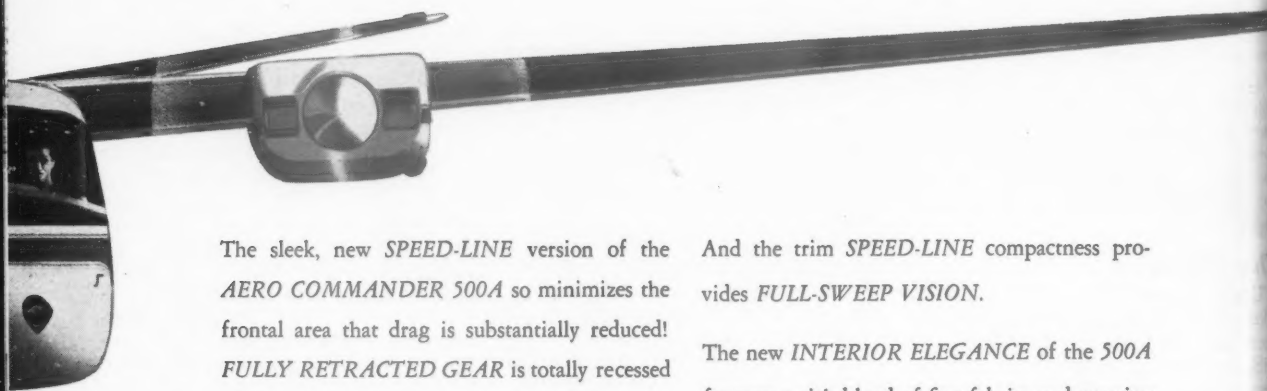 The sleek, new SPEED-LINE version of the
AERO COMMANDER 500A so minimizes the
frontal area that drag is substantially reduced!
FULLY RETRACTED GEAR is totally recessed
And the trim SPEED-LINE compactness pro-
vides FULL-SWEEP VISION.
The new INTERIOR ELEGANCE of the 500A